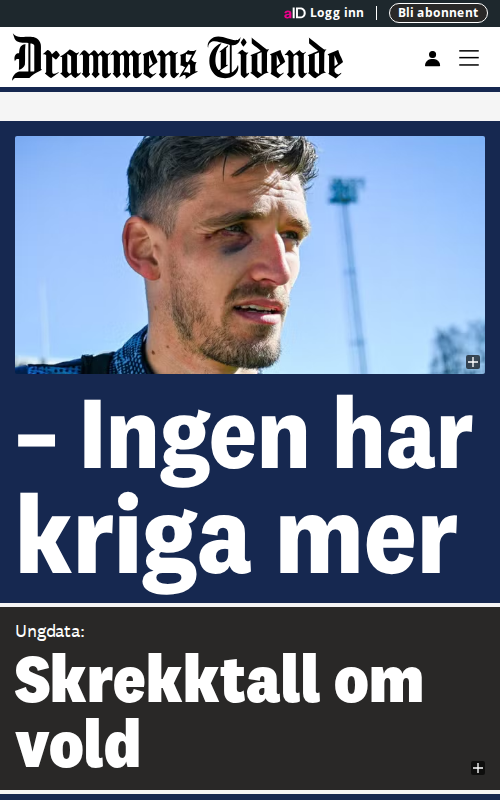 aID Logg inn
Bli abonnent
Drammens Tidende
– Ingen har
kriga mer
Ungdata:
Skrekktall om
vold